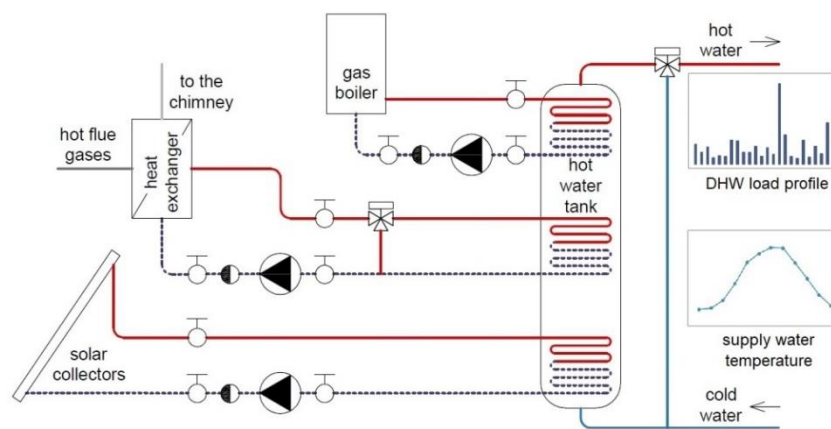 to the
chimney
hot flue
gases
heat
exchanger
gas
boiler
hot
water
DHW load profile
hot
water
tank
solar
collectors
supply water
temperature
cold
water